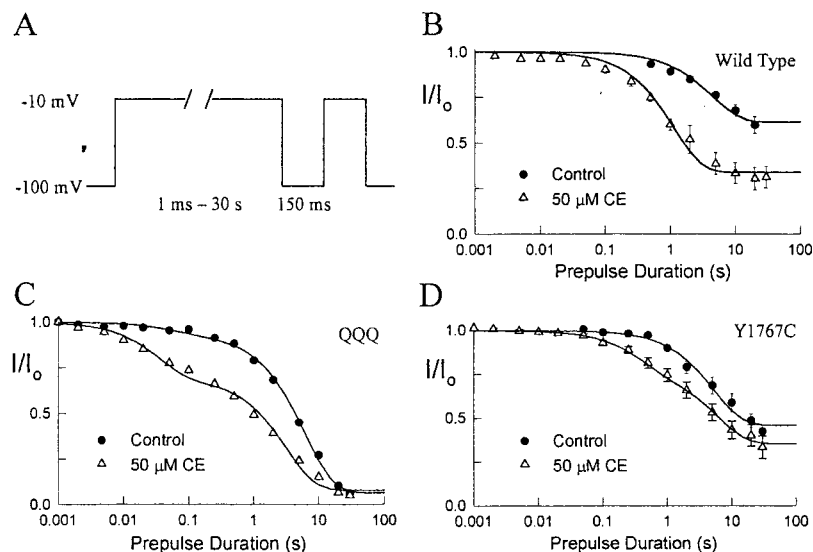 A
-10 mV
-100 mV
1 ms – 30 s
150 ms
B
Wild Type
I/Io
1.0
0.5
0.0
Control
50 µM CE
0.001 0.01 0.1 1 10 100
Prepulse Duration (s)
C
QQQ
I/Io
1.0
0.5
0.0
Control
50 µM CE
0.001 0.01 0.1 1 10 100
Prepulse Duration (s)
D
Y1767C
I/Io
1.0
0.5
0.0
Control
50 µM CE
0.001 0.01 0.1 1 10 100
Prepulse Duration (s)